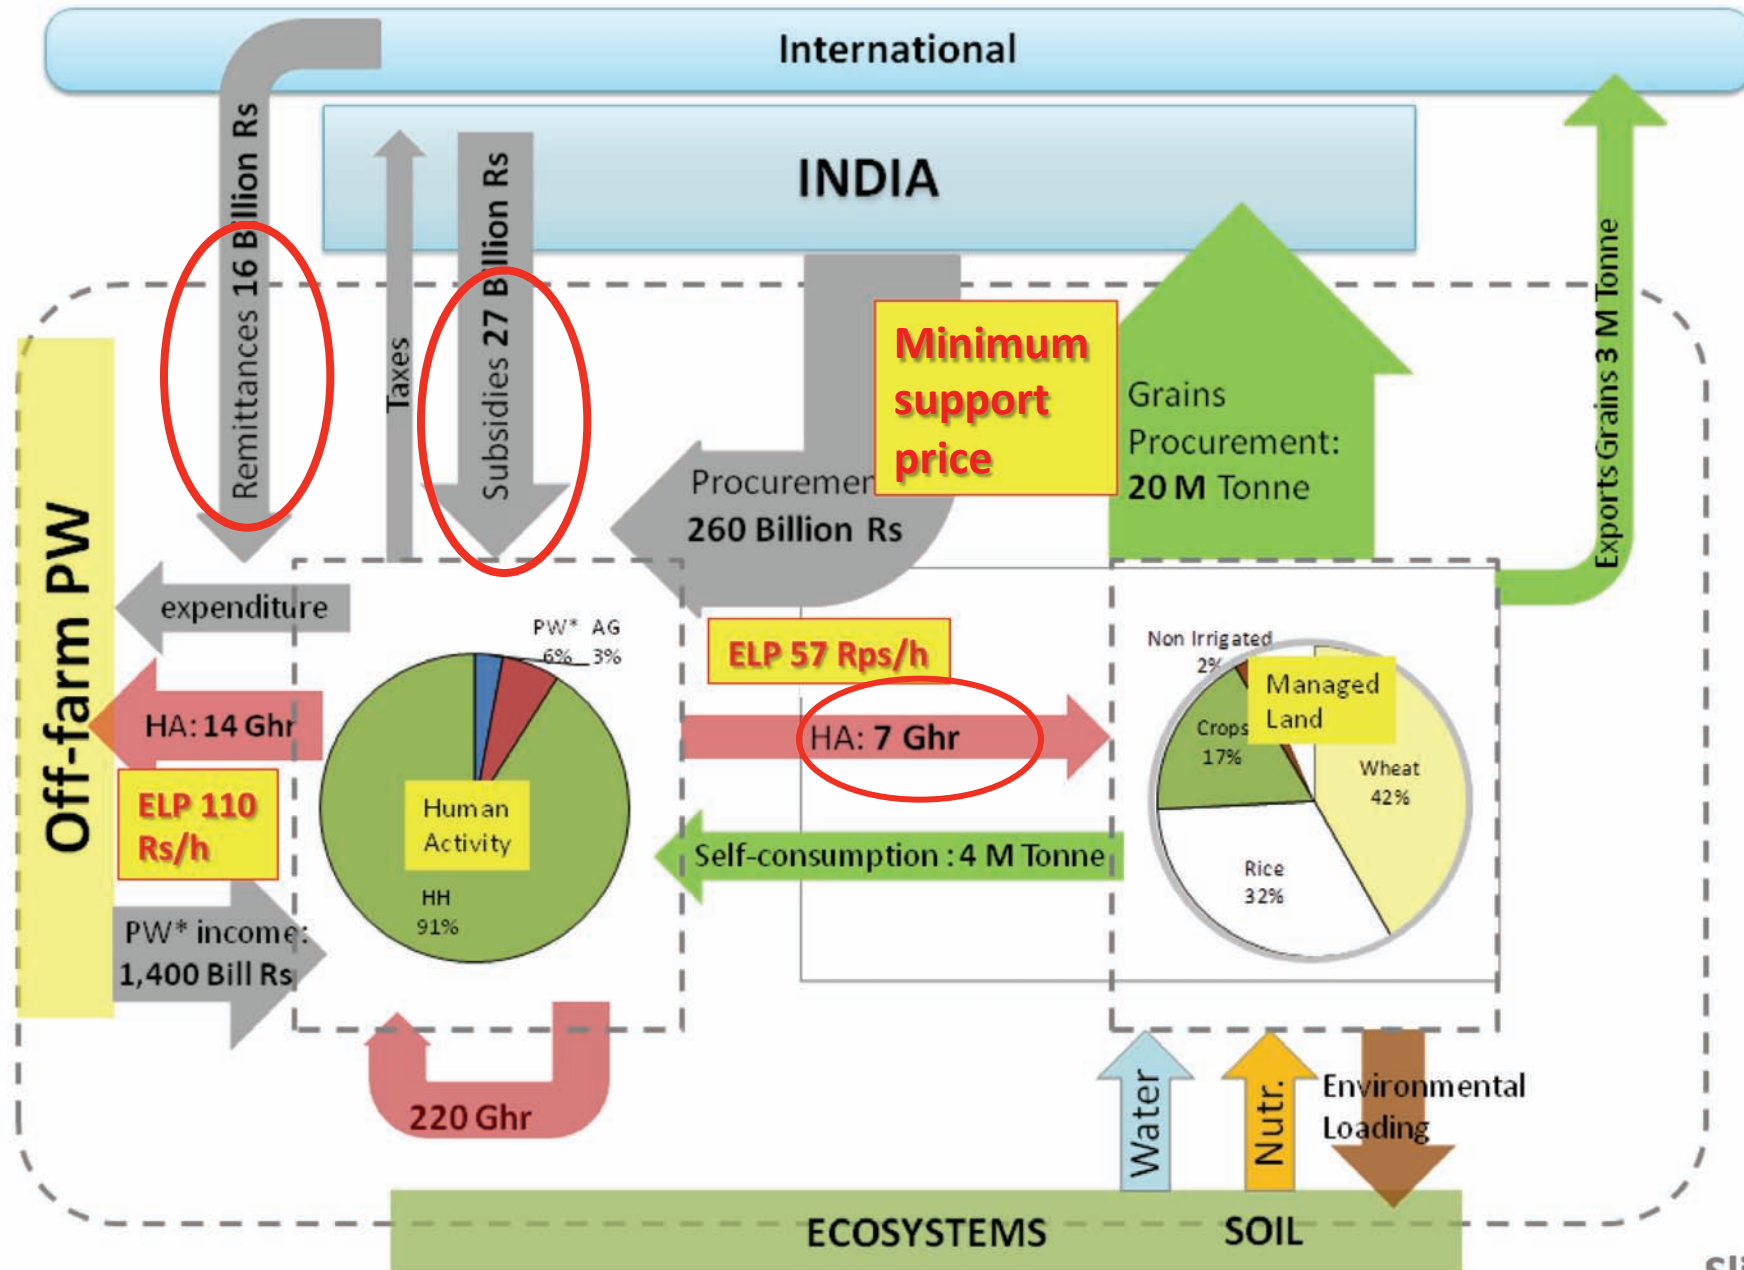 International
INDIA
Remittances 16 Billion Rs
Taxes
Subsidies 27 Billion Rs
Minimum
support
price
Procuremen
260 Billion Rs
Grains
Procurement:
20 M Tonne
Exports Grains 3 M Tonne
Off-farm PW
expenditure
HA: 14 Ghr
ELP 110
Rs/h
PW* income:
1,400 Bill Rs
PW* AG
6% 3%
Human
Activity
HH
91%
220 Ghr
ELP 57 Rps/h
HA: 7 Ghr
Self-consumption : 4 M Tonne
Non Irrigated
2%
Managed
Land
Crops
17%
Wheat
42%
Rice
32%
Water
Nutr.
Environmental
Loading
ECOSYSTEMS SOIL